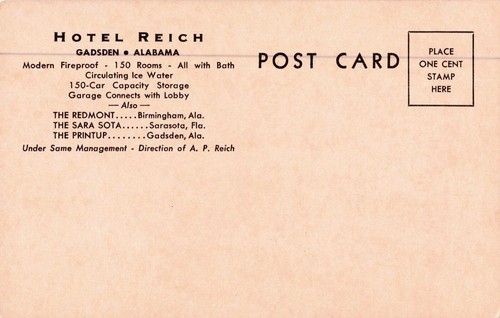 HOTEL REICH
GADSDEN • ALABAMA
Modern Fireproof - 150 Rooms - All with Bath
Circulating Ice Water
150-Car Capacity Storage
Garage Connects with Lobby
— Also —
THE REDMONT.....Birmingham, Ala.
THE SARA SOTA......Sarasota, Fla.
THE PRINTUP.........Gadsden, Ala.
Under Same Management - Direction of A. P. Reich
POST CARD
PLACE
ONE CENT
STAMP
HERE